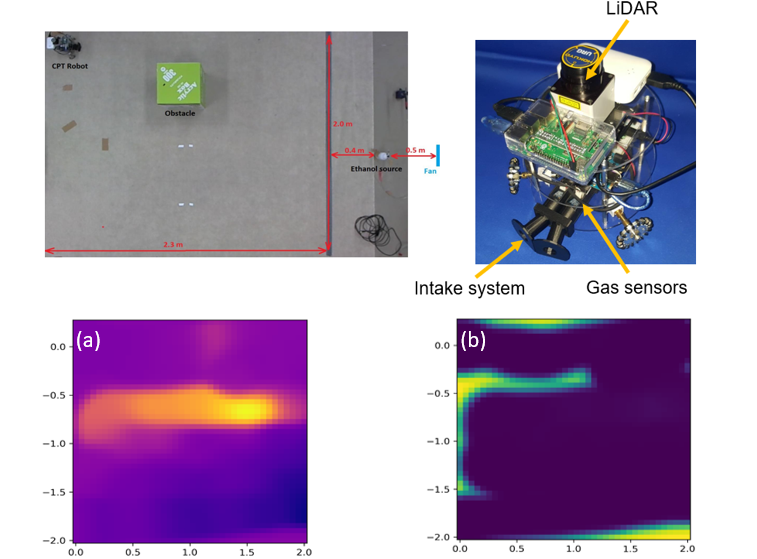 LiDAR
CPT Robot
Obstacle
2.0 m
0.4 m
0.5 m
Ethanol source
Fan
2.3 m
Intake system
Gas sensors
(a)
0.0
−0.5
−1.0
−1.5
−2.0
0.0 0.5 1.0 1.5 2.0
(b)
0.0
−0.5
−1.0
−1.5
−2.0
0.0 0.5 1.0 1.5 2.0